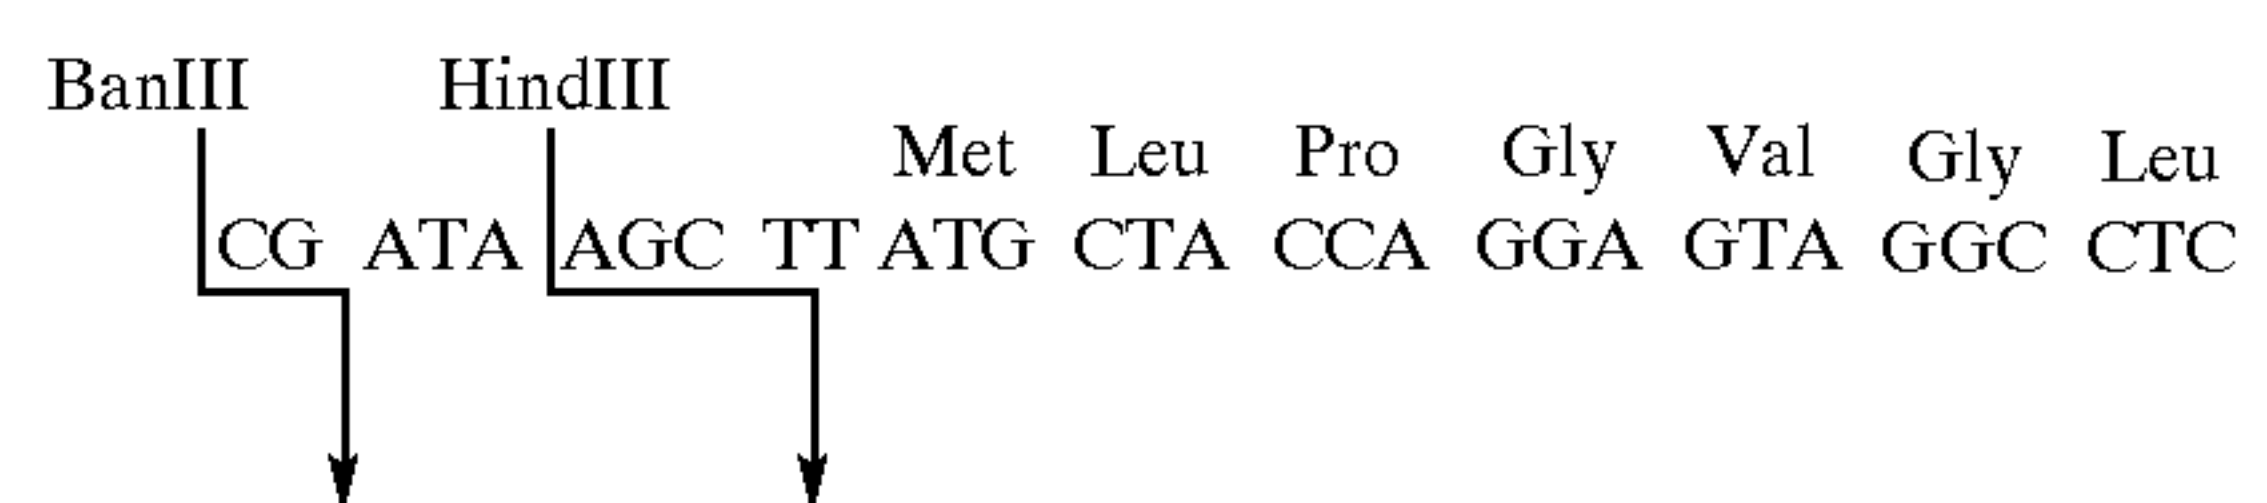 BanIII HindIII
Met Leu Pro Gly Val Gly Leu
CG ATA AGC TT ATG CTA CCA GGA GTA GGC CTC